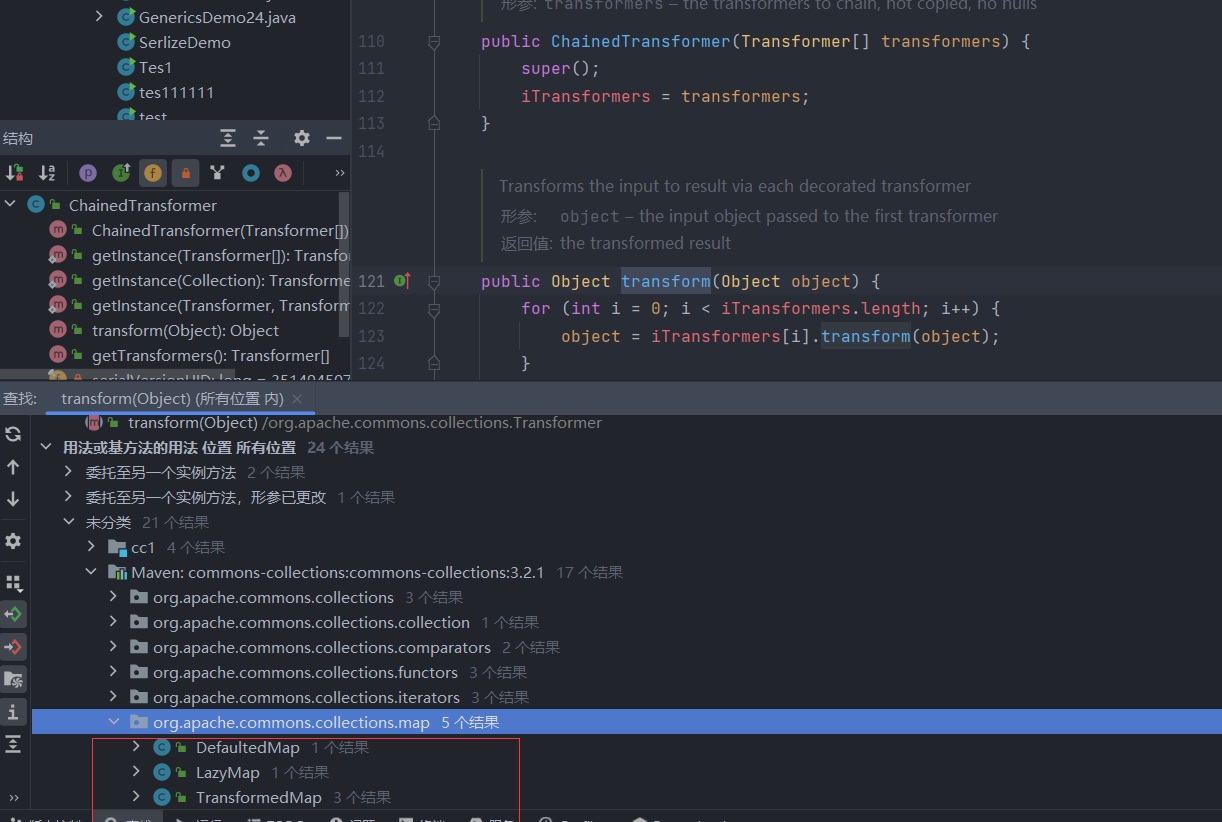 GenericsDemo24.java
SerlizeDemo
Tes1
tes111111
test
结构
ChainedTransformer
ChainedTransformer(Transformer[])
getInstance(Transformer[]): Transfo
getInstance(Collection): Transforme
getInstance(Transformer, Transform
transform(Object): Object
getTransformers(): Transformer[]
serialVersionUID: long = 351494507
形参: transformers – the transformers to chain, not copied, no nulls
110 public ChainedTransformer(Transformer[] transformers) {
111 super();
112 iTransformers = transformers;
113 }
114
Transforms the input to result via each decorated transformer
形参: object – the input object passed to the first transformer
返回值: the transformed result
121 public Object transform(Object object) {
122 for (int i = 0; i < iTransformers.length; i++) {
123 object = iTransformers[i].transform(object);
124 }
查找: transform(Object) (所有位置 内) ×
transform(Object) /org.apache.commons.collections.Transformer
用法或基方法的用法 位置 所有位置 24 个结果
委托至另一个实例方法 2 个结果
委托至另一个实例方法，形参已更改 1 个结果
未分类 21 个结果
cc1 4 个结果
Maven: commons-collections:commons-collections:3.2.1 17 个结果
org.apache.commons.collections 3 个结果
org.apache.commons.collections.collection 1 个结果
org.apache.commons.collections.comparators 2 个结果
org.apache.commons.collections.functors 3 个结果
org.apache.commons.collections.iterators 3 个结果
org.apache.commons.collections.map 5 个结果
DefaultedMap 1 个结果
LazyMap 1 个结果
TransformedMap 3 个结果